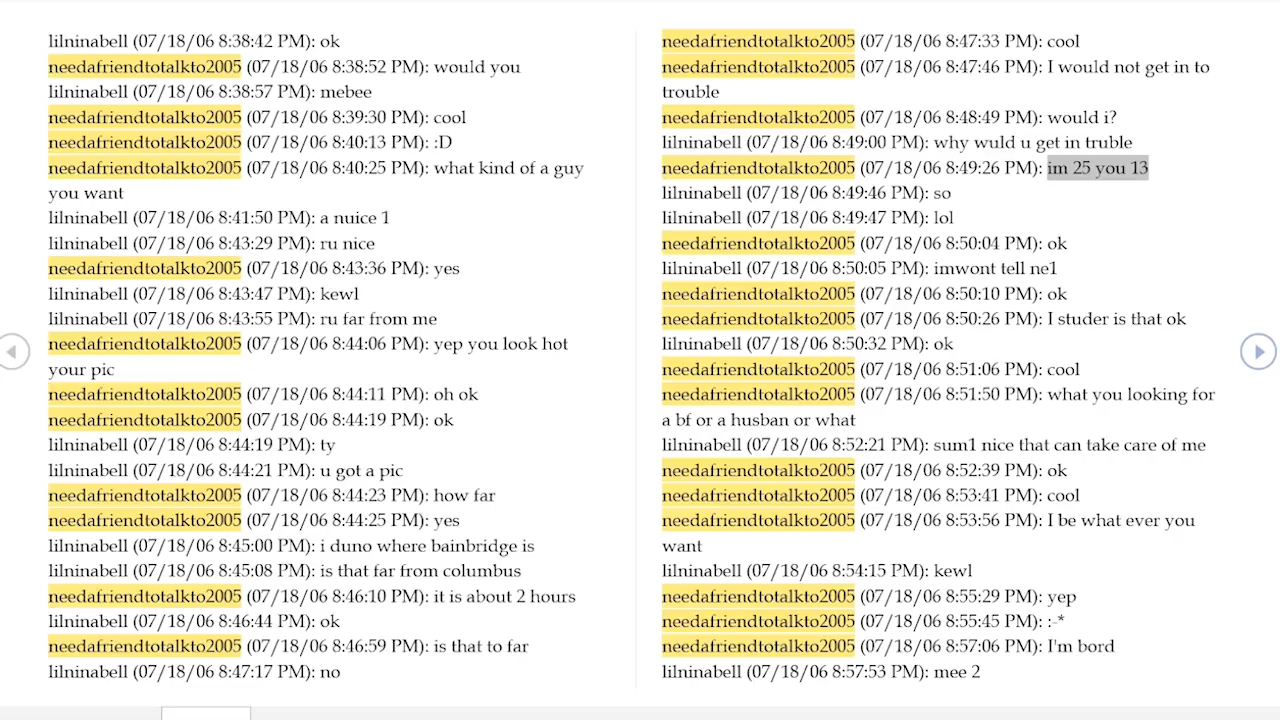 lilninabell (07/18/06 8:38:42 PM): ok
needafriendtotalkto2005 (07/18/06 8:38:52 PM): would you
lilninabell (07/18/06 8:38:57 PM): mebee
needafriendtotalkto2005 (07/18/06 8:39:30 PM): cool
needafriendtotalkto2005 (07/18/06 8:40:13 PM): :D
needafriendtotalkto2005 (07/18/06 8:40:25 PM): what kind of a guy
you want
lilninabell (07/18/06 8:41:50 PM): a nuice 1
lilninabell (07/18/06 8:43:29 PM): ru nice
needafriendtotalkto2005 (07/18/06 8:43:36 PM): yes
lilninabell (07/18/06 8:43:47 PM): kewl
lilninabell (07/18/06 8:43:55 PM): ru far from me
needafriendtotalkto2005 (07/18/06 8:44:06 PM): yep you look hot
your pic
needafriendtotalkto2005 (07/18/06 8:44:11 PM): oh ok
needafriendtotalkto2005 (07/18/06 8:44:19 PM): ok
lilninabell (07/18/06 8:44:19 PM): ty
lilninabell (07/18/06 8:44:21 PM): u got a pic
needafriendtotalkto2005 (07/18/06 8:44:23 PM): how far
needafriendtotalkto2005 (07/18/06 8:44:25 PM): yes
lilninabell (07/18/06 8:45:00 PM): i duno where bainbridge is
lilninabell (07/18/06 8:45:08 PM): is that far from columbus
needafriendtotalkto2005 (07/18/06 8:46:10 PM): it is about 2 hours
lilninabell (07/18/06 8:46:44 PM): ok
needafriendtotalkto2005 (07/18/06 8:46:59 PM): is that to far
lilninabell (07/18/06 8:47:17 PM): no
needafriendtotalkto2005 (07/18/06 8:47:33 PM): cool
needafriendtotalkto2005 (07/18/06 8:47:46 PM): I would not get in to
trouble
needafriendtotalkto2005 (07/18/06 8:48:49 PM): would i?
lilninabell (07/18/06 8:49:00 PM): why wuld u get in truble
needafriendtotalkto2005 (07/18/06 8:49:26 PM): im 25 you 13
lilninabell (07/18/06 8:49:46 PM): so
lilninabell (07/18/06 8:49:47 PM): lol
needafriendtotalkto2005 (07/18/06 8:50:04 PM): ok
lilninabell (07/18/06 8:50:05 PM): imwont tell ne1
needafriendtotalkto2005 (07/18/06 8:50:10 PM): ok
needafriendtotalkto2005 (07/18/06 8:50:26 PM): I studer is that ok
lilninabell (07/18/06 8:50:32 PM): ok
needafriendtotalkto2005 (07/18/06 8:51:06 PM): cool
needafriendtotalkto2005 (07/18/06 8:51:50 PM): what you looking for
a bf or a husban or what
lilninabell (07/18/06 8:52:21 PM): sum1 nice that can take care of me
needafriendtotalkto2005 (07/18/06 8:52:39 PM): ok
needafriendtotalkto2005 (07/18/06 8:53:41 PM): cool
needafriendtotalkto2005 (07/18/06 8:53:56 PM): I be what ever you
want
lilninabell (07/18/06 8:54:15 PM): kewl
needafriendtotalkto2005 (07/18/06 8:55:29 PM): yep
needafriendtotalkto2005 (07/18/06 8:55:45 PM): :-*
needafriendtotalkto2005 (07/18/06 8:57:06 PM): I'm bord
lilninabell (07/18/06 8:57:53 PM): mee 2